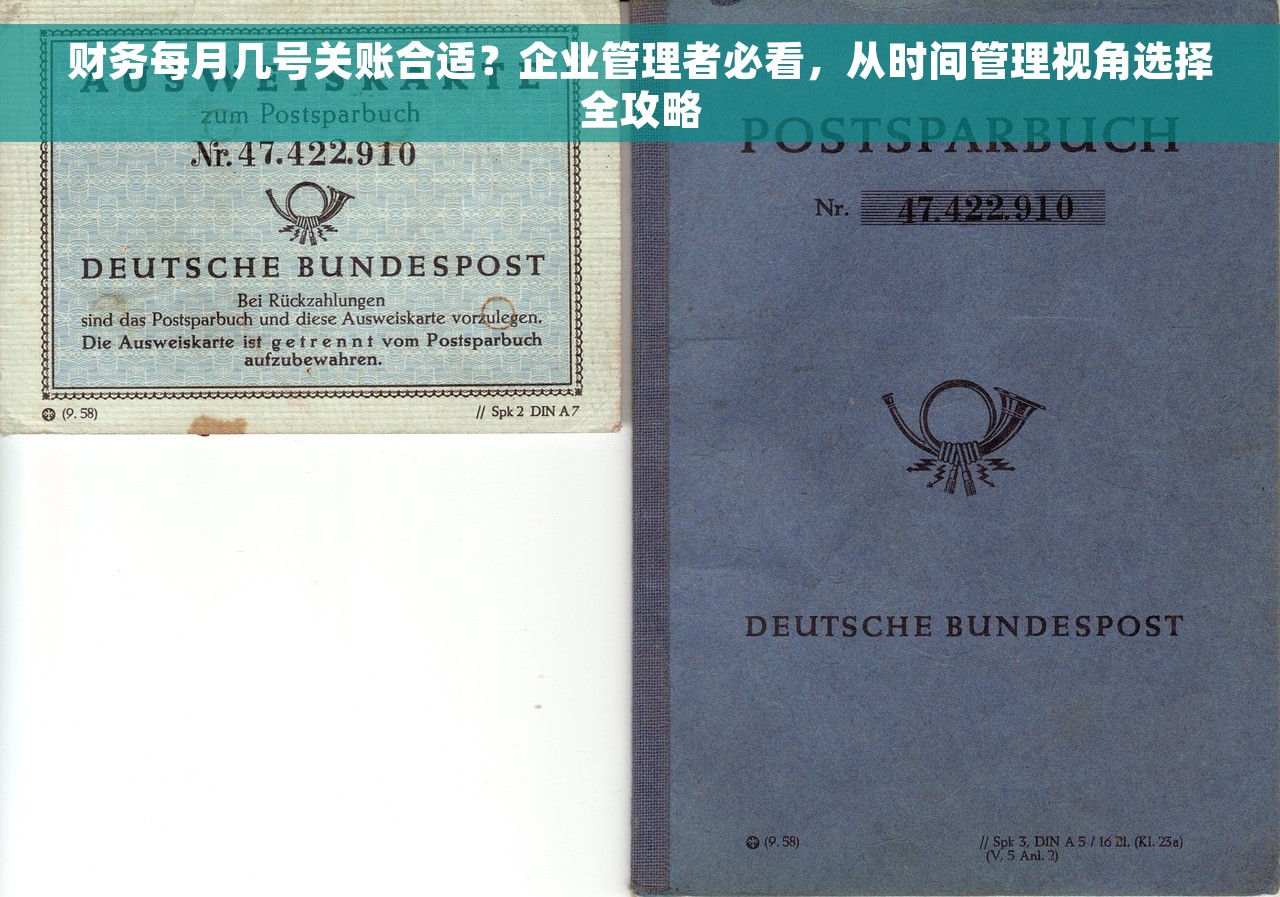 财务每月几号关账合适？企业管理者必看，从时间管理视角选择
全攻略
AUSWEISKARTE
zum Postsparbuch
Nr. 47.422.910
DEUTSCHE BUNDESPOST
Bei Rückzahlungen
sind das Postsparbuch und diese Ausweiskarte vorzulegen.
Die Ausweiskarte ist getrennt vom Postsparbuch
aufzubewahren.
(9. 58)
// Spk 2 DIN A 7
POSTSPARBUCH
Nr. 47.422.910
DEUTSCHE BUNDESPOST
(9. 58)
// Spk 3, DIN A 5 / 16 Bl. (Kl. 23a)
(V, 5 Anl. 2)